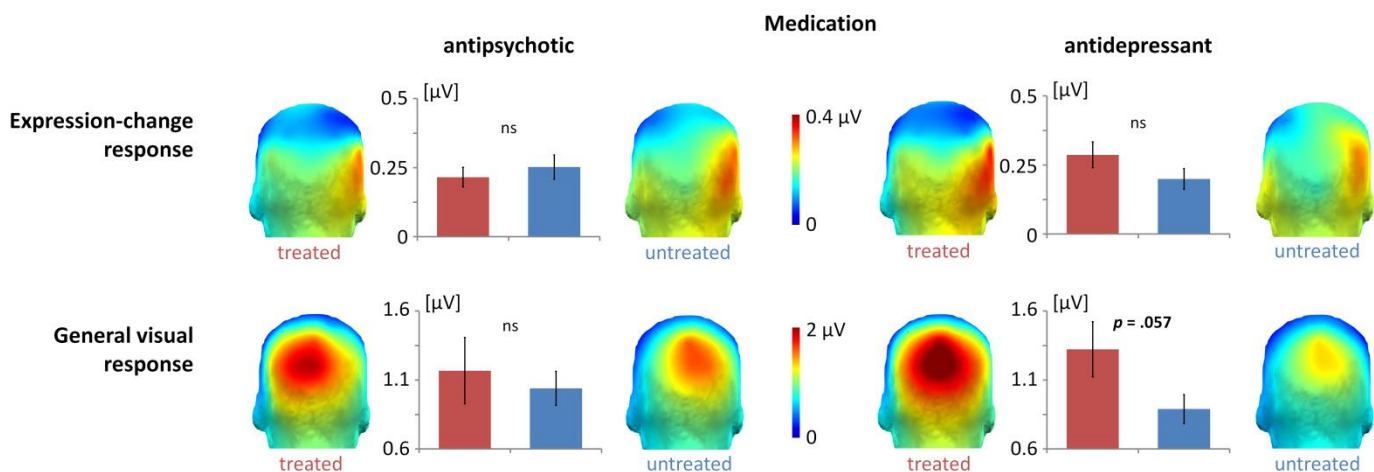 Medication
antipsychotic
antidepressant
Expression-change
response
[µV]
0.5
0.25
0
ns
treated
untreated
0.4 µV
0
treated
[µV]
0.5
0.25
0
ns
untreated
General visual
response
[µV]
1.6
1.1
0.6
ns
treated
untreated
2 µV
0
treated
[µV]
1.6
1.1
0.6
p = .057
untreated